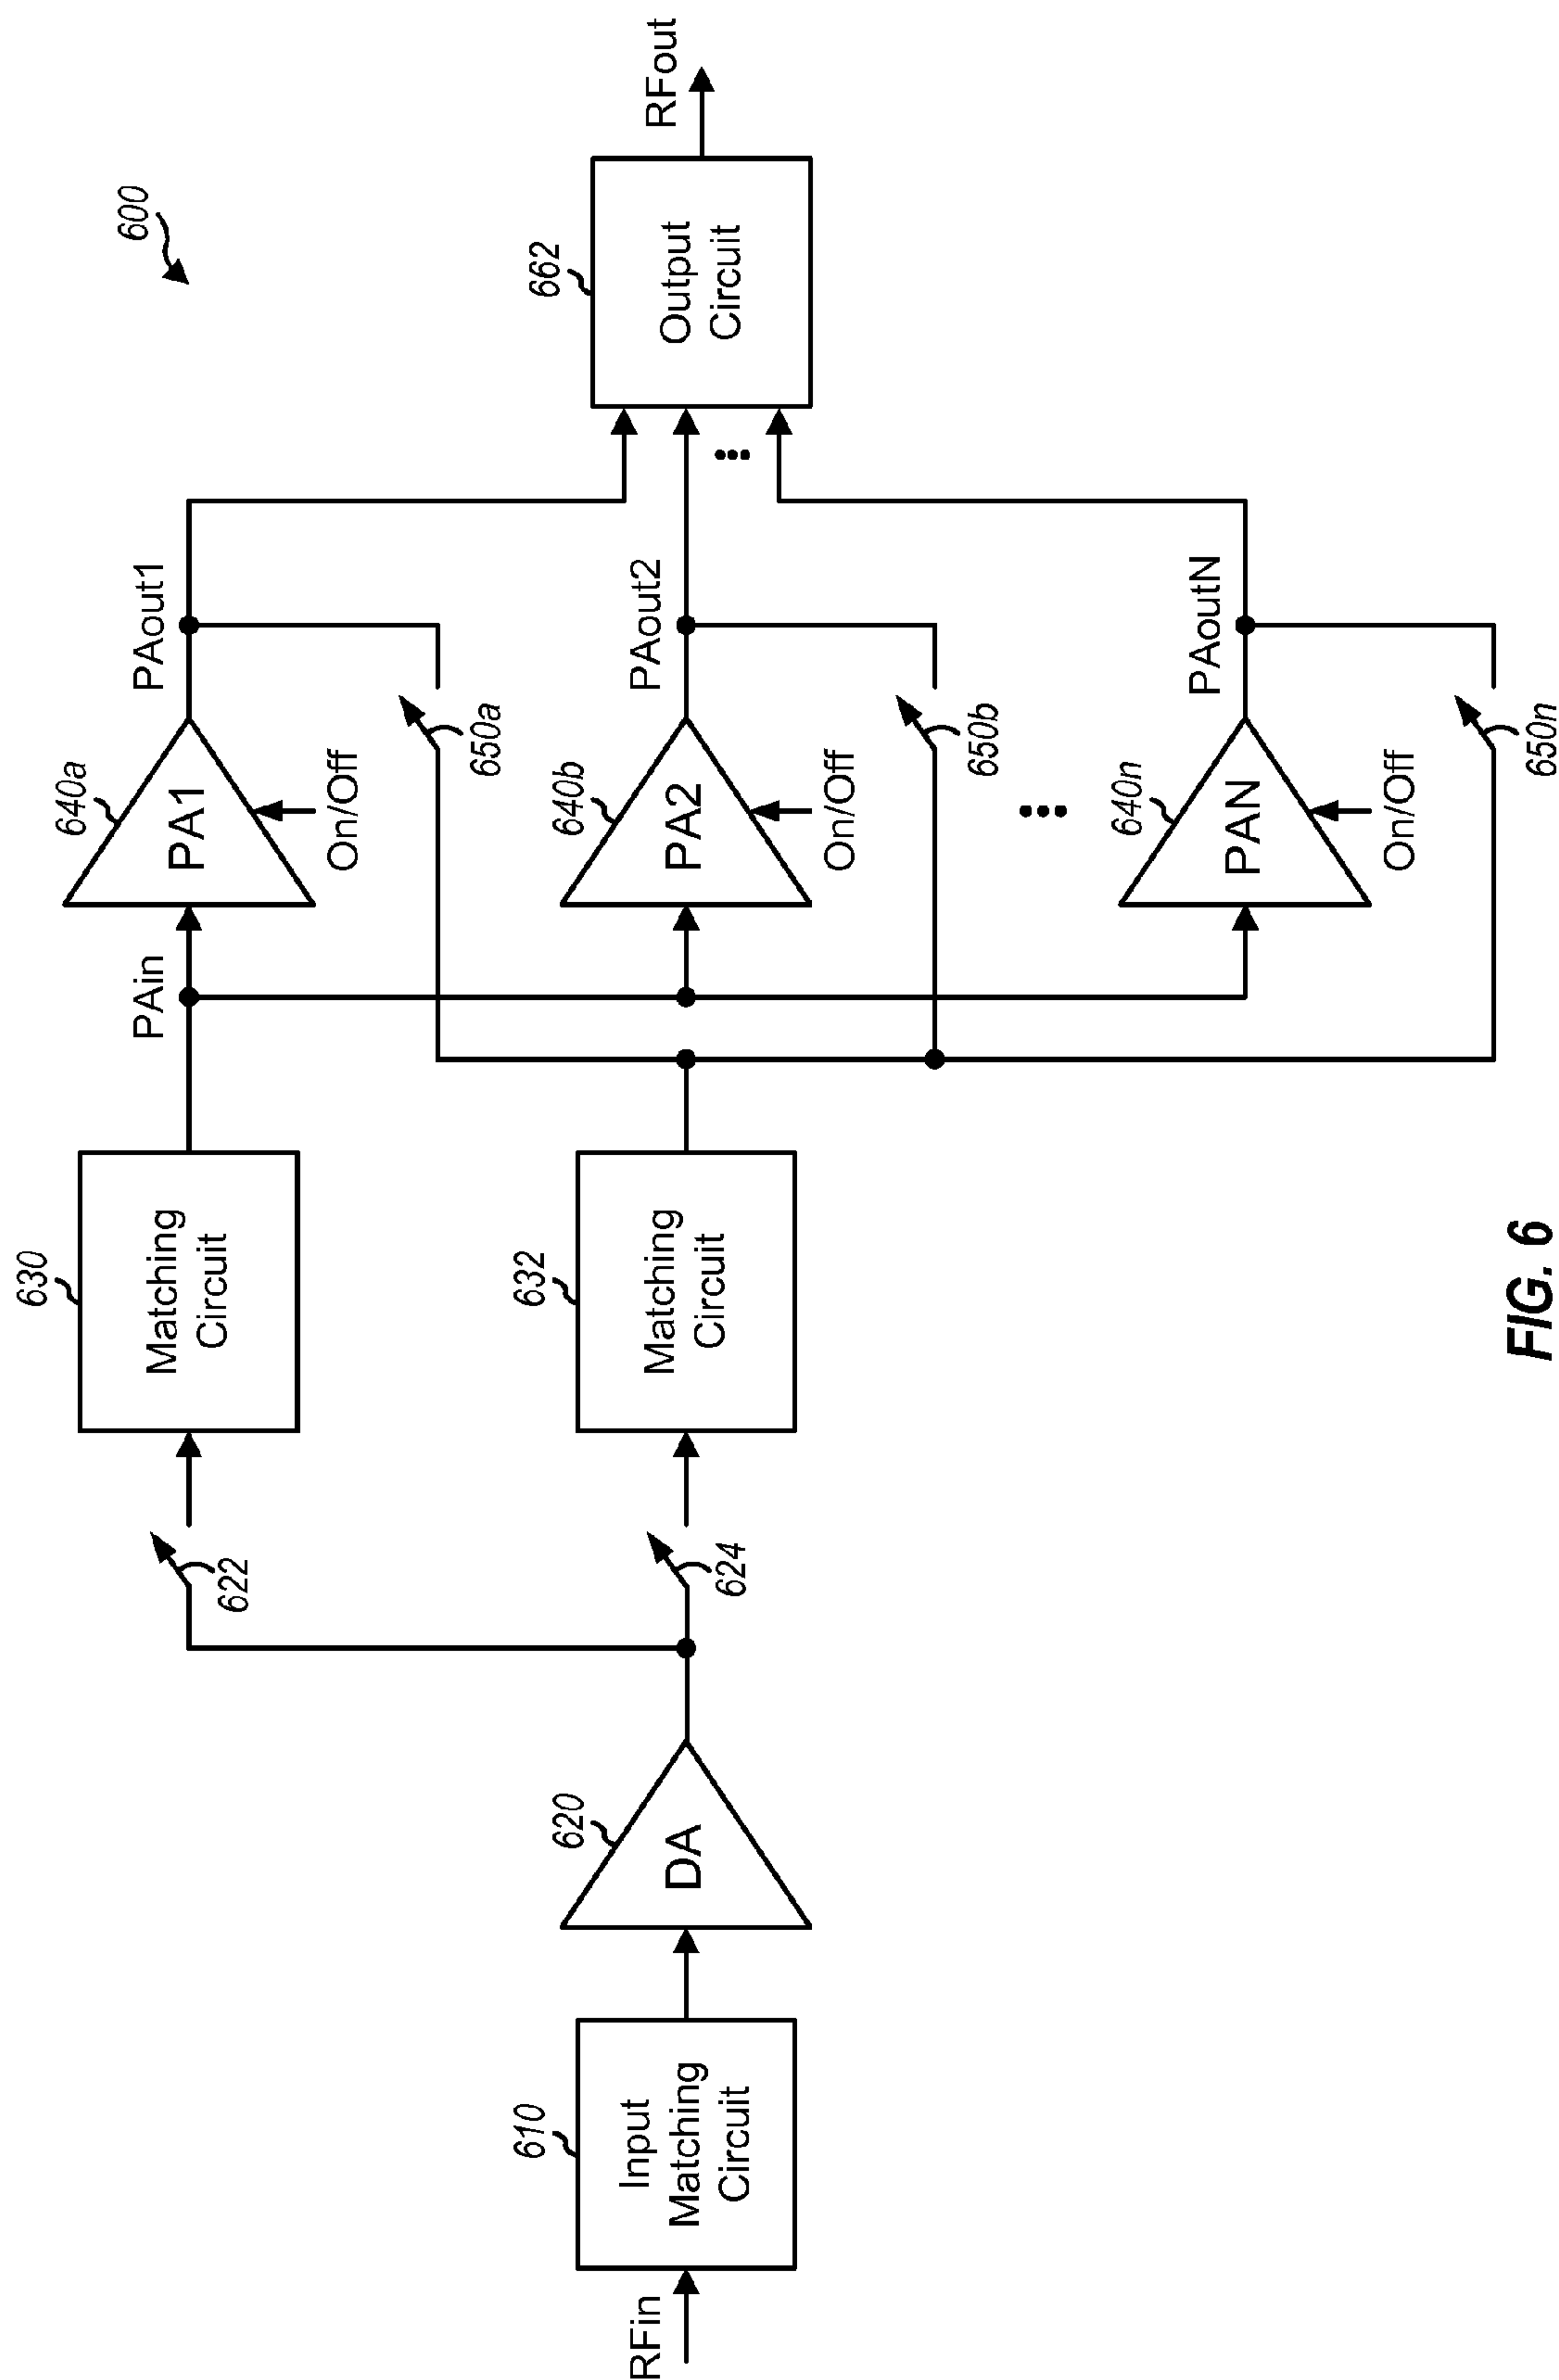 600
RFin
610
Input
Matching
Circuit
620
DA
622
624
630
Matching
Circuit
632
Matching
Circuit
PAin
640a
PA1
On/Off
PAout1
650a
640b
PA2
On/Off
PAout2
650b
640n
PAN
On/Off
PAoutN
650n
662
Output
Circuit
RFout
FIG. 6